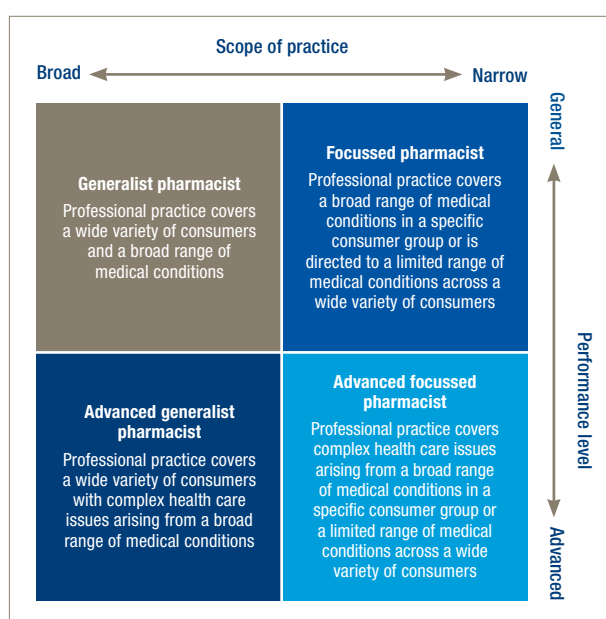 Scope of practice
Broad
Narrow
General
Generalist pharmacist
Professional practice covers
a wide variety of consumers
and a broad range of
medical conditions
Focussed pharmacist
Professional practice covers
a broad range of medical
conditions in a specific
consumer group or is
directed to a limited range of
medical conditions across a
wide variety of consumers
Performance level
Advanced generalist
pharmacist
Professional practice covers
a wide variety of consumers
with complex health care
issues arising from a broad
range of medical conditions
Advanced focussed
pharmacist
Professional practice covers
complex health care issues
arising from a broad range
of medical conditions in a
specific consumer group or
a limited range of medical
conditions across a wide
variety of consumers
Advanced